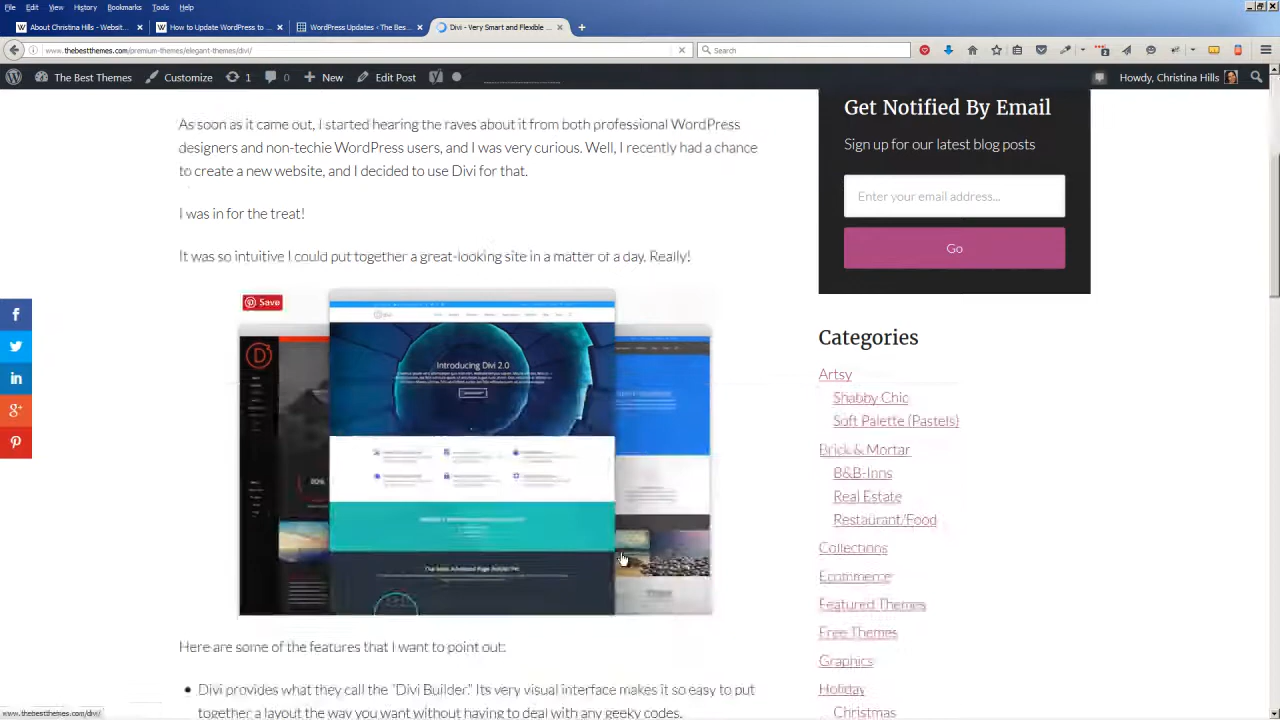 File Edit View History Bookmarks Tools Help
About Christina Hills - Website...
How to Update WordPress to ...
WordPress Updates - The Bes...
Divi - Very Smart and Flexible ...
www.thebestthemes.com/premium-themes/elegant-themes/divi/
Search
The Best Themes Customize 1 0 New Edit Post Howdy, Christina Hills
As soon as it came out, I started hearing the raves about it from both professional WordPress
designers and non-techie WordPress users, and I was very curious. Well, I recently had a chance
to create a new website, and I decided to use Divi for that.
I was in for the treat!
It was so intuitive I could put together a great-looking site in a matter of a day. Really!
Save
Introducing Divi 2.0
Here are some of the features that I want to point out:
Divi provides what they call the "Divi Builder." Its very visual interface makes it so easy to put
together a layout the way you want without having to deal with any geeky codes.
Get Notified By Email
Sign up for our latest blog posts
Enter your email address...
Go
Categories
Artsy
Shabby Chic
Soft Palette (Pastels)
Brick & Mortar
B&B-Inns
Real Estate
Restaurant/Food
Collections
Ecommerce
Featured Themes
Free Themes
Graphics
Holiday
Christmas
www.thebestthemes.com/divi/